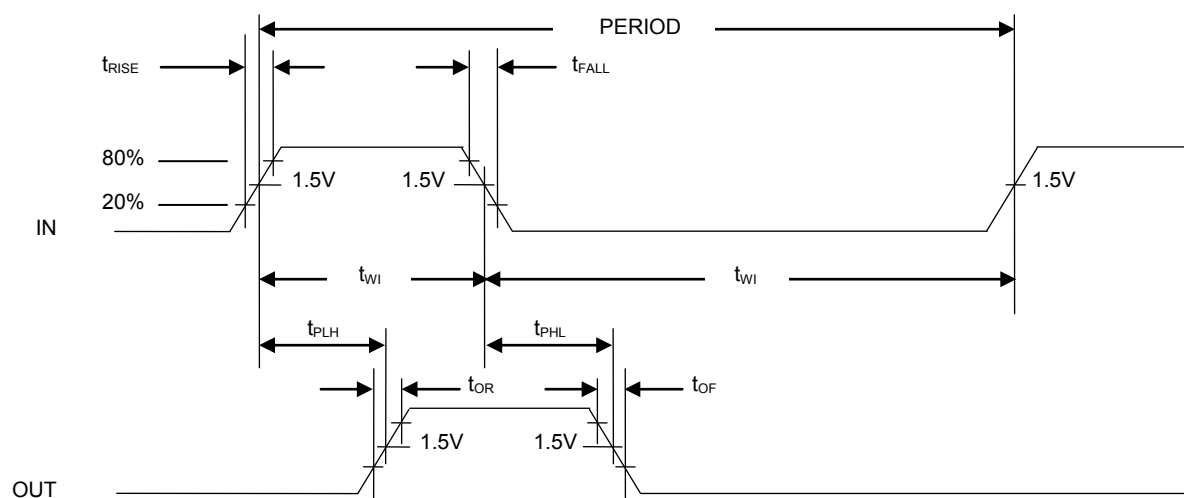 PERIOD
tRISE
tFALL
80%
1.5V
1.5V
1.5V
20%
IN
tWI
tWI
tPLH
tPHL
tOR
tOF
1.5V
1.5V
OUT